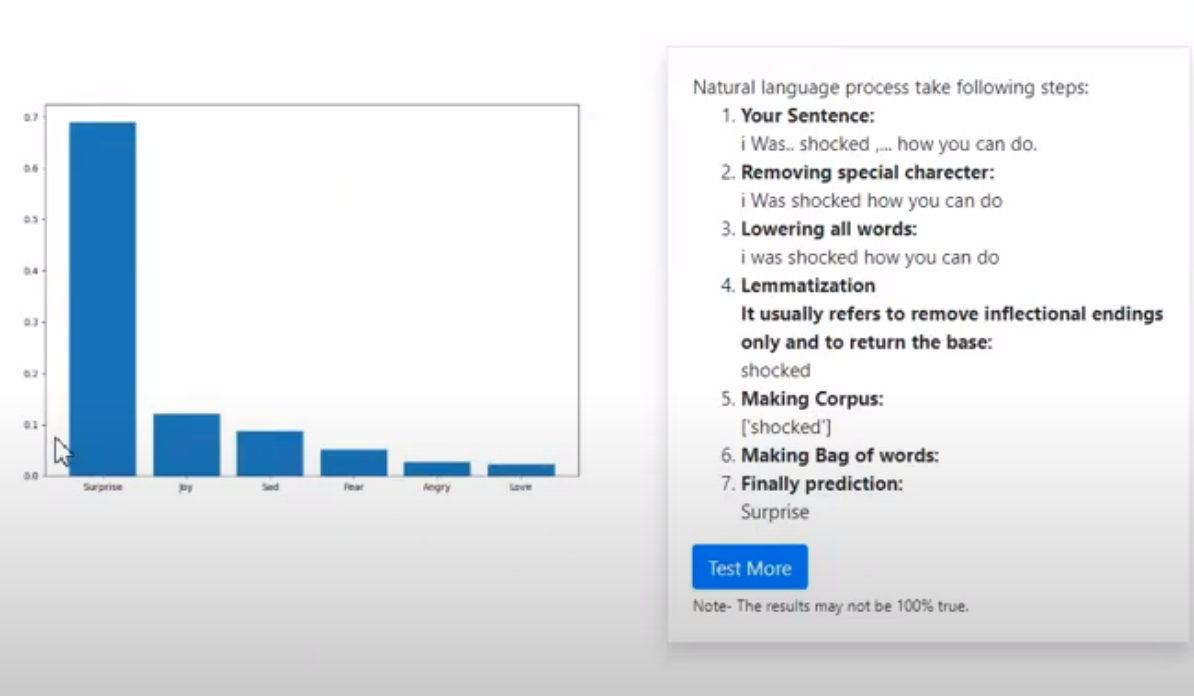 0.7
0.6
0.5
0.4
0.3
0.2
0.1
0.0
Surprise Joy Sad Fear Angry Love
Natural language process take following steps:
1. Your Sentence:
i Was.. shocked ,... how you can do.
2. Removing special charecter:
i Was shocked how you can do
3. Lowering all words:
i was shocked how you can do
4. Lemmatization
It usually refers to remove inflectional endings
only and to return the base:
shocked
5. Making Corpus:
['shocked']
6. Making Bag of words:
7. Finally prediction:
Surprise
Test More
Note- The results may not be 100% true.